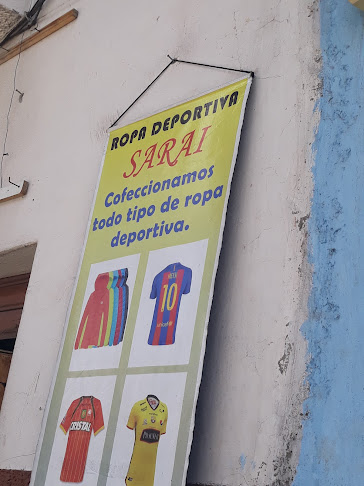 ROPA DEPORTIVA
SARAI
Cofeccionamos
todo tipo de ropa
deportiva.
10
CRISTAL